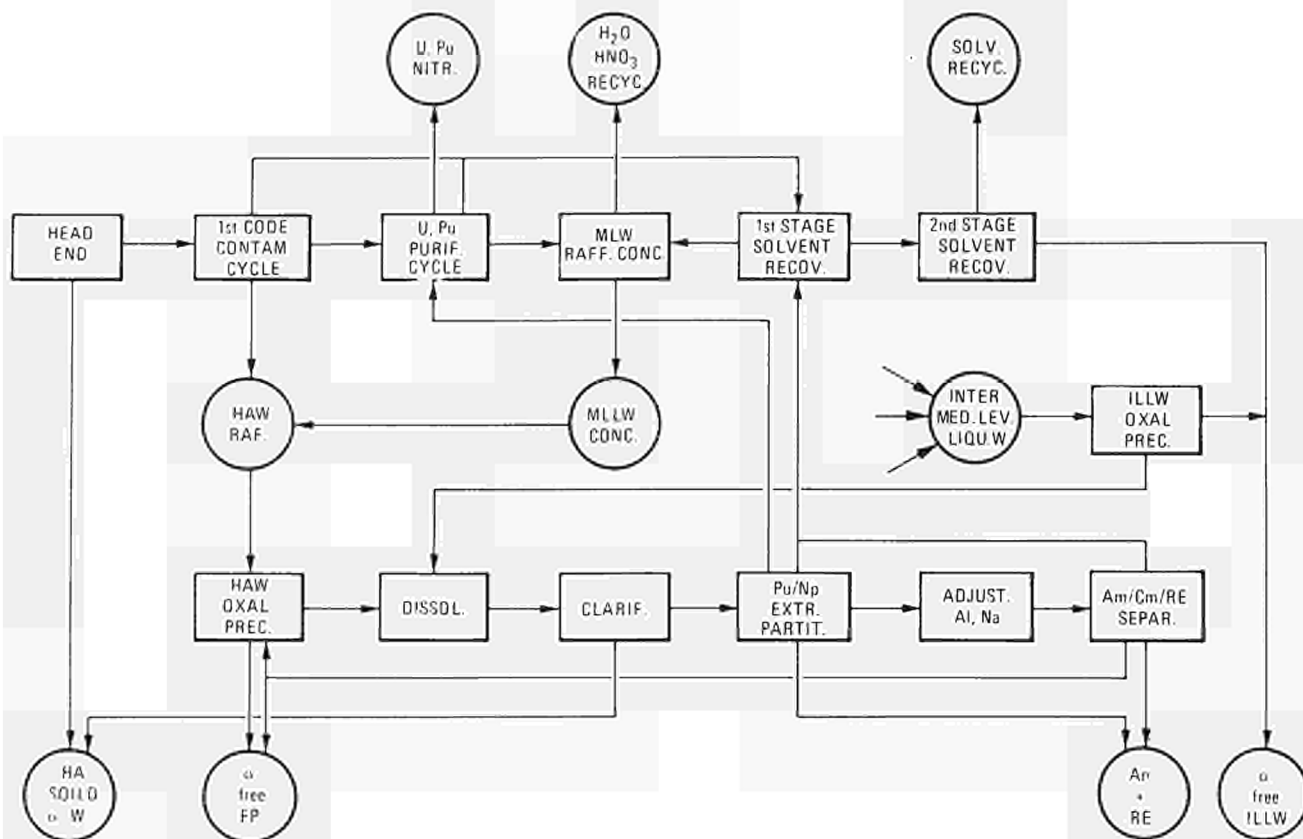 U. Pu
NITR.
H₂O
HNO₃
RECYC.
SOLV.
RECYC.
HEAD
END
1st CODE
CONTAM
CYCLE
U, Pu
PURIF.
CYCLE
MLW
RAFF. CONC
1st STAGE
SOLVENT
RECOV.
2nd STAGE
SOLVENT
RECOV.
HAW
RAF.
MLLW
CONC.
INTER
MED. LEV.
LIQU.W
ILLW
OXAL
PREC.
HAW
OXAL
PREC.
DISSOL.
CLARIF.
Pu/Np
EXTR.
PARTIT.
ADJUST.
Al, Na
Am/Cm/RE
SEPAR.
HA
SOILD
α W
α
free
FP
+
RE
α
free
ILLW